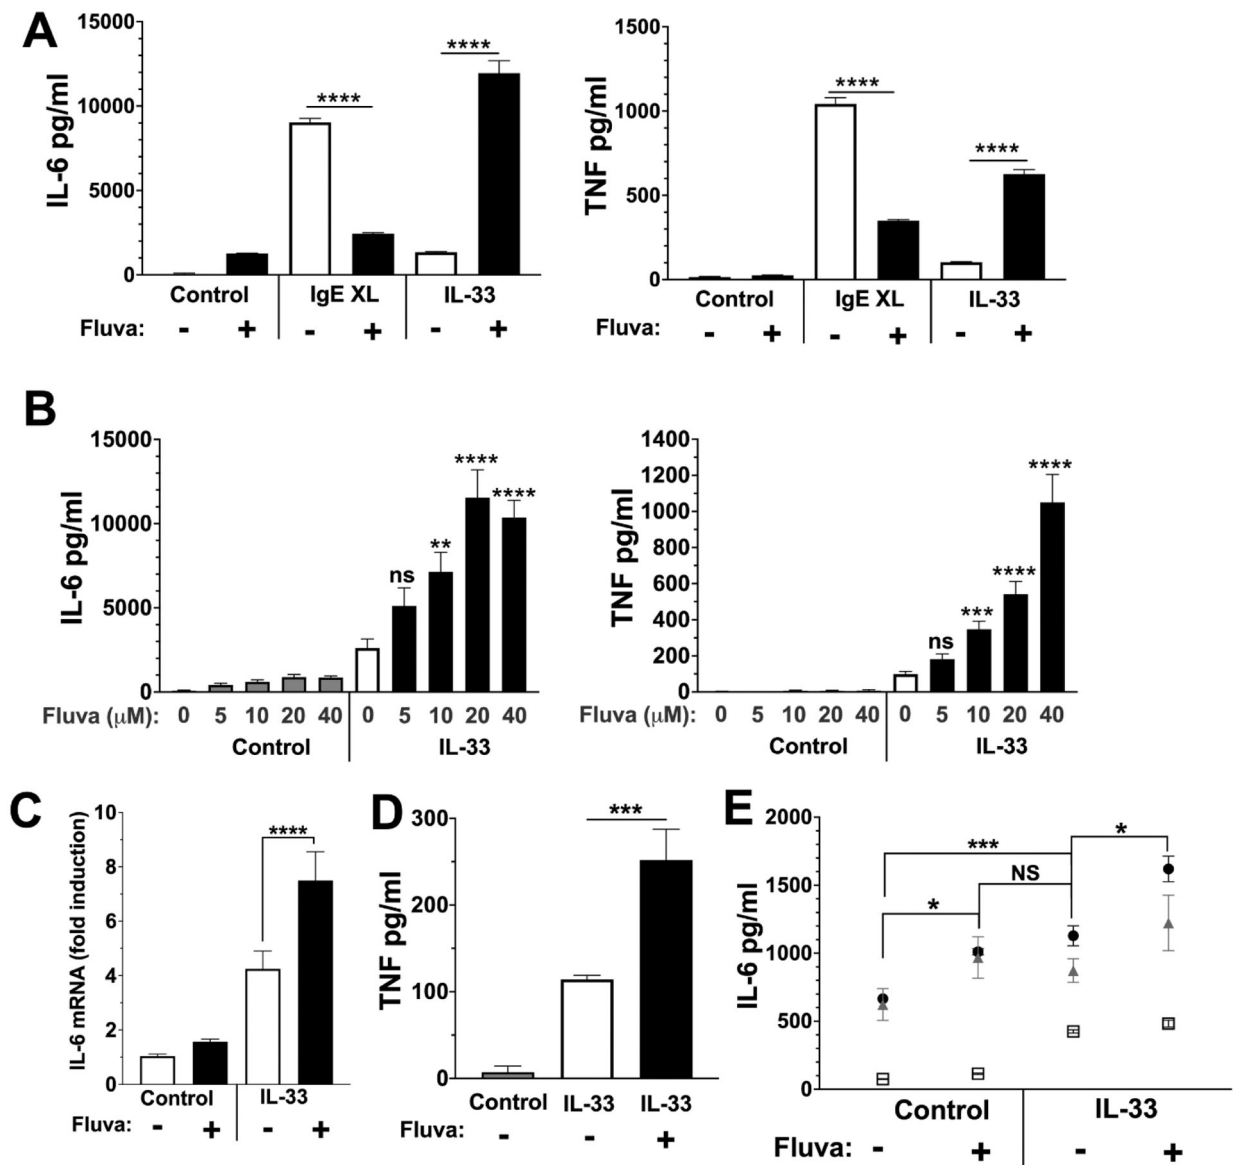 A
IL-6 pg/ml
15000
10000
5000
0
****
****
Control IgE XL IL-33
Fluva: - + - + - +
TNF pg/ml
1500
1000
500
0
****
****
Control IgE XL IL-33
Fluva: - + - + - +
B
IL-6 pg/ml
15000
10000
5000
0
ns
**
****
****
Fluva (μM): 0 5 10 20 40 0 5 10 20 40
Control IL-33
TNF pg/ml
1400
1200
1000
800
600
400
200
0
ns
***
****
****
Fluva (μM): 0 5 10 20 40 0 5 10 20 40
Control IL-33
C
IL-6 mRNA (fold induction)
10
8
6
4
2
0
****
Control IL-33
Fluva: - + - +
D
TNF pg/ml
300
200
100
0
***
Control IL-33 IL-33
Fluva: - - +
E
IL-6 pg/ml
2000
1500
1000
500
0
***
*
NS
*
Control IL-33
Fluva: - + - +